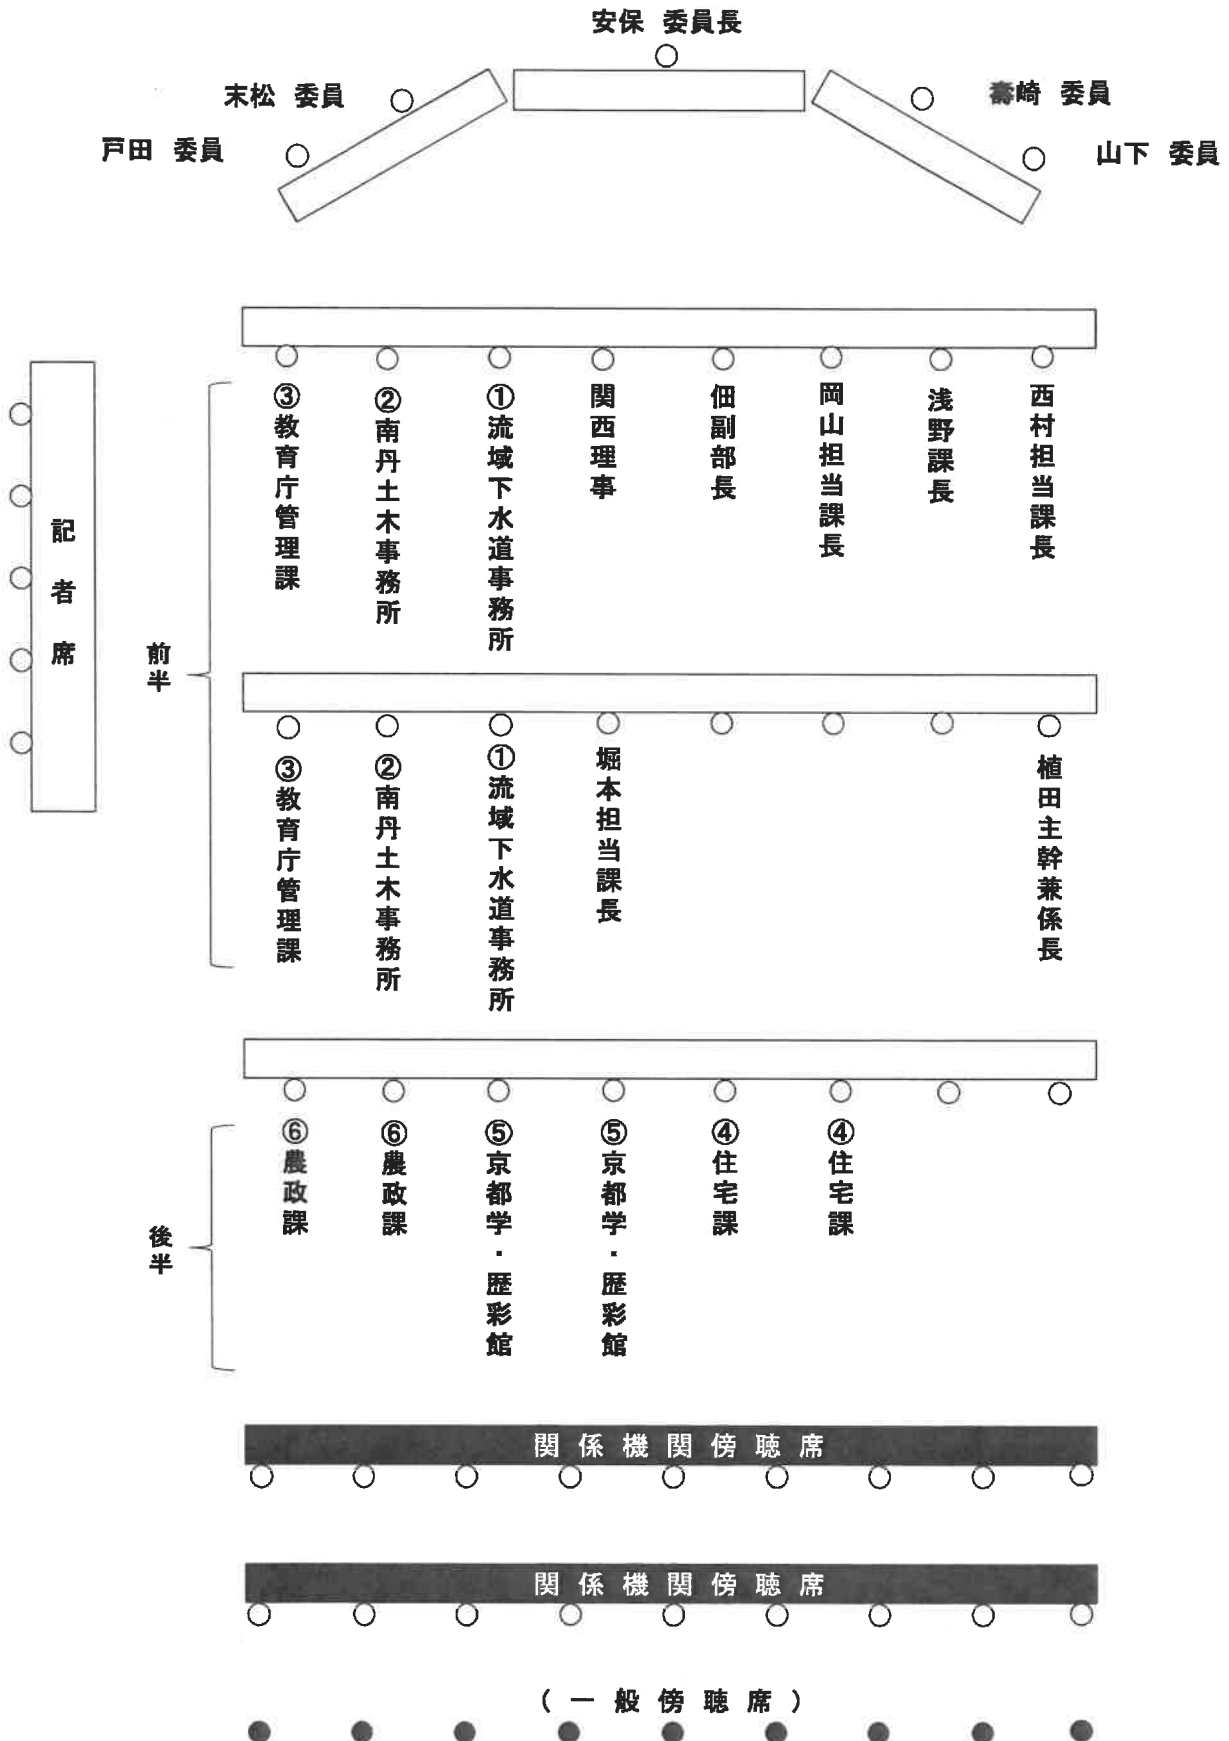 安保 委員長
末松 委員
壽崎 委員
戸田 委員
山下 委員
記者席
前半
③教育庁管理課
②南丹土木事務所
①流域下水道事務所
関西理事
佃副部長
岡山担当課長
浅野課長
西村担当課長
③教育庁管理課
②南丹土木事務所
①流域下水道事務所
堀本担当課長
植田主幹兼係長
後半
⑥農政課
⑥農政課
⑤京都学・歴彩館
⑤京都学・歴彩館
④住宅課
④住宅課
関係機関傍聴席
関係機関傍聴席
（一般傍聴席）